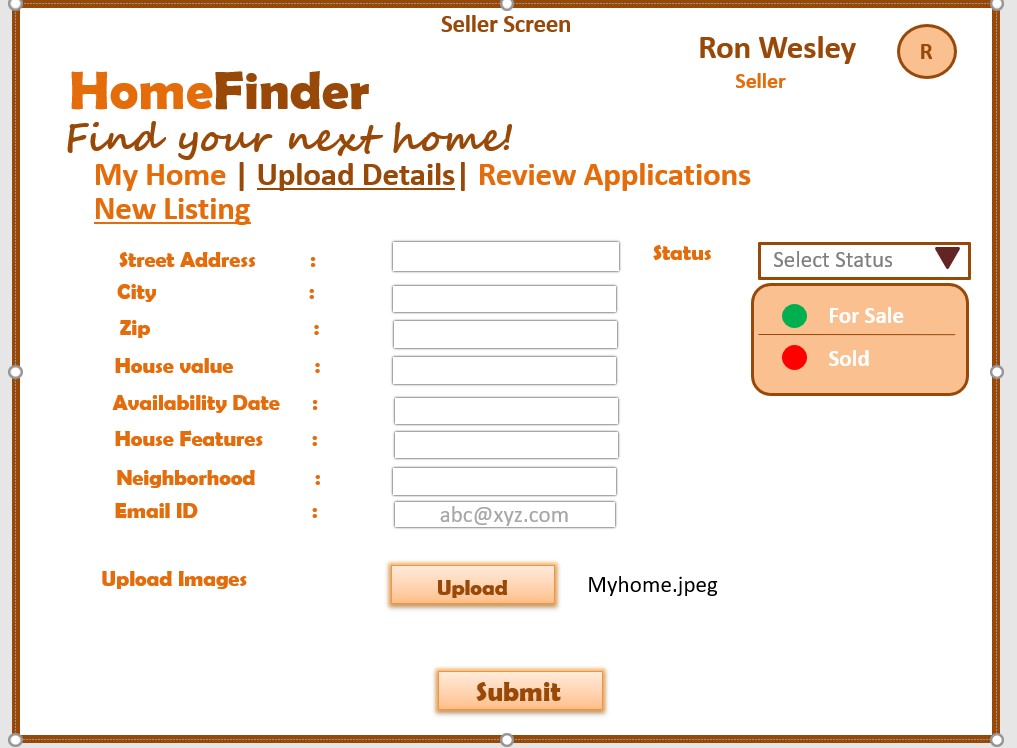 Seller Screen
Ron Wesley
R
Seller
HomeFinder
Find your next home!
My Home | Upload Details| Review Applications
New Listing
Street Address :
Status
Select Status
City :
For Sale
Zip :
Sold
House value :
Availability Date :
House Features :
Neighborhood :
Email ID : abc@xyz.com
Upload Images Upload Myhome.jpeg
Submit